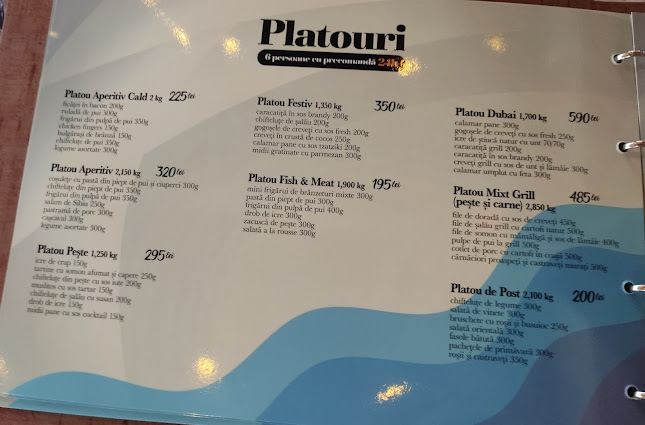 Platouri
6 persoane cu precomandă 24h
Platou Aperitiv Cald 2 kg 225 lei
ficăței în bacon 200g
ruladă de pui 300g
frigărui din pulpă de pui 350g
chicken fingers 150g
bulgărași de brânză 150g
chifteluțe de pui 350g
legume asortate 300g
Platou Aperitiv 2,150 kg 320 lei
coșulețe cu pastă din piept de pui și ciuperci 300g
chifteluțe din piept de pui 350g
frigărui din pulpă de pui 350g
salam de Sibiu 250g
pastramă de porc 300g
cașcaval 300g
legume asortate 300g
Platou Pește 1,250 kg 295 lei
icre de crap 150g
tartine cu somon afumat și capere 250g
chifteluțe din pește cu sos iute 200g
muslitos cu sos tartar 150g
chifteluțe de șalău cu susan 200g
drob de icre 150g
midii pane cu sos cocktail 150g
Platou Festiv 1,350 kg 350 lei
caracatiță în sos brandy 200g
chifteluțe de șalău 200g
gogoșele de creveți cu sos fresh 200g
creveți în crustă de cocos 250g
calamar pane cu sos tzatziki 200g
midii gratinate cu parmezan 300g
Platou Fish & Meat 1,900 kg 195 lei
mini frigărui de brânzeturi mixte 300g
pastă din piept de pui 300g
frigărui din pulpă de pui 400g
drob de icre 300g
zacuscă de pește 300g
salată a la rousse 300g
Platou Dubai 1,700 kg 590 lei
calamar pane 300g
gogoșele de creveți cu sos fresh 250g
icre de știucă natur cu unt 70/70g
caracatiță grill 200g
caracatiță în sos brandy 200g
creveți grill cu sos de unt și lămâie 300g
calamar umplut cu feta 300g
Platou Mixt Grill 485 lei
(pește și carne) 2,850 kg
file de doradă cu sos de creveți 450g
file de șalău grill cu cartofi natur 500g
file de somon cu mămăligă și sos de lămâie 400g
pulpe de pui la grill 500g
cotlet de porc cu cartofi în coajă 500g
cârnăciori proaspeți și castraveți murați 500g
Platou de Post 2,100 kg 200 lei
chifteluțe de legume 300g
salată de vinete 300g
bruschete cu roșii și busuioc 250g
salată orientală 300g
fasole bătută 300g
pachețele de primăvară 300g
roșii și castraveți 350g